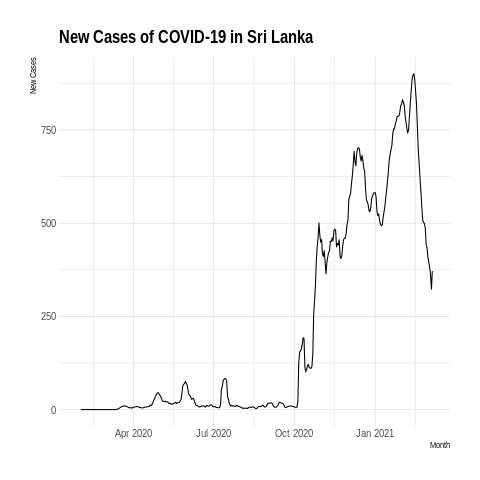 New Cases of COVID-19 in Sri Lanka
New Cases
750
500
250
0
Apr 2020
Jul 2020
Oct 2020
Jan 2021
Month